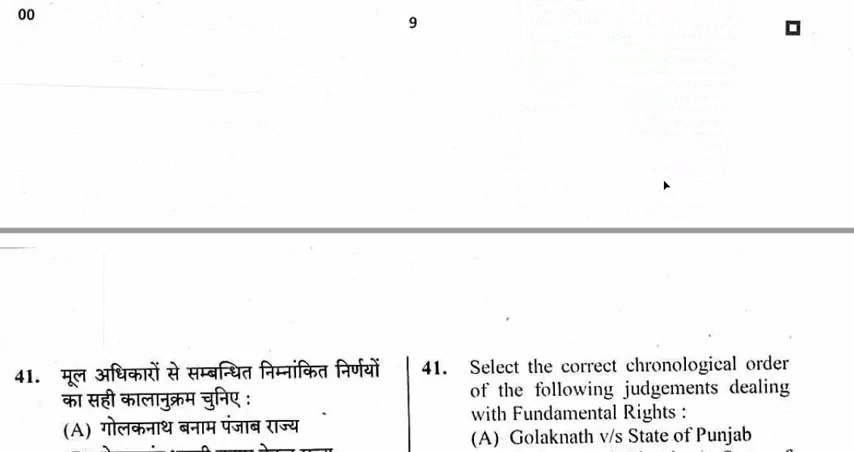 00
9
41. मूल अधिकारों से सम्बन्धित निम्नांकित निर्णयों
का सही कालानुक्रम चुनिए :
(A) गोलकनाथ बनाम पंजाब राज्य
41. Select the correct chronological order
of the following judgements dealing
with Fundamental Rights :
(A) Golaknath v/s State of Punjab